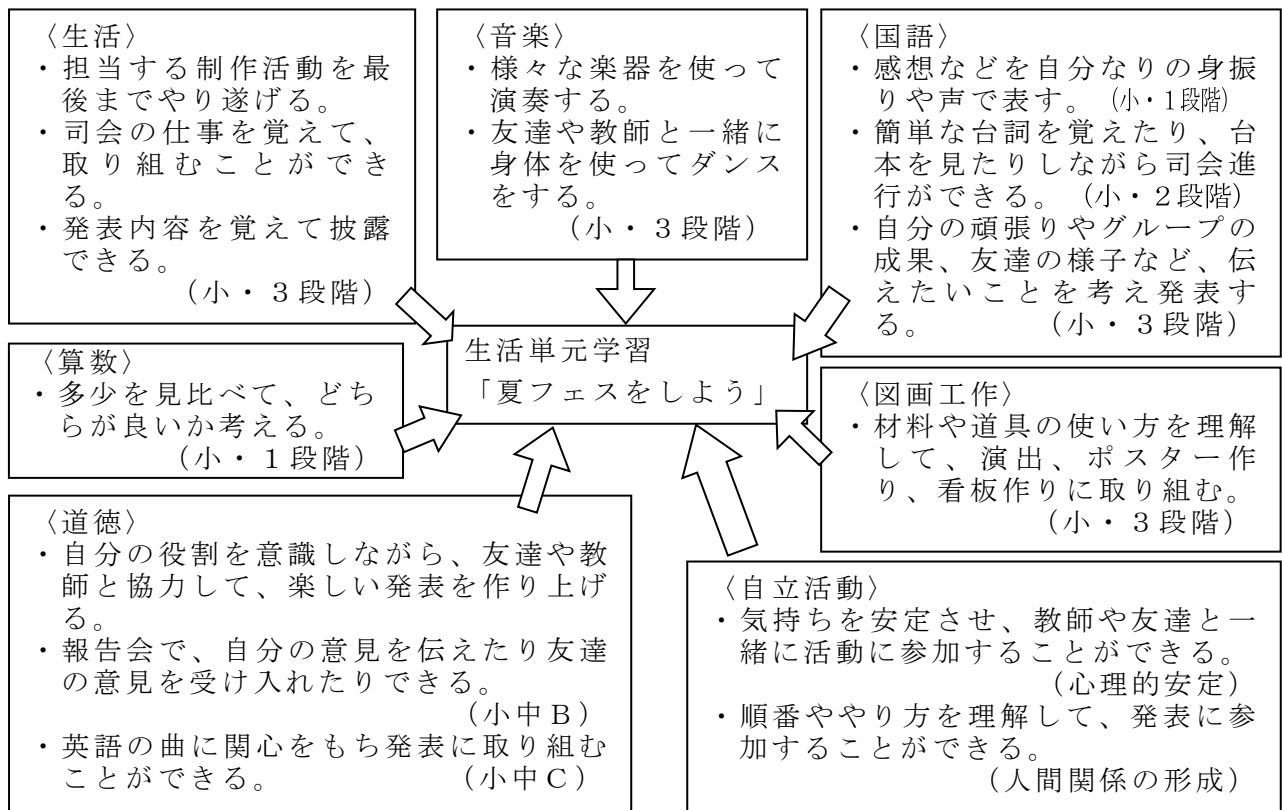 〈生活〉
・担当する制作活動を最
後までやり遂げる。
・司会の仕事を覚えて、
取り組むことができ
る。
・発表内容を覚えて披露
できる。
（小・３段階）
〈音楽〉
・様々な楽器を使って
演奏する。
・友達や教師と一緒に
身体を使ってダンス
をする。
（小・３段階）
〈国語〉
・感想などを自分なりの身振
りや声で表す。（小・１段階）
・簡単な台詞を覚えたり、台
本を見たりしながら司会進
行ができる。（小・２段階）
・自分の頑張りやグループの
成果、友達の様子など、伝
えたいことを考え発表す
る。　（小・３段階）
生活単元学習
「夏フェスをしよう」
〈算数〉
・多少を見比べて、どち
らが良いか考える。
（小・１段階）
〈図画工作〉
・材料や道具の使い方を理解
して、演出、ポスター作
り、看板作りに取り組む。
（小・３段階）
〈道徳〉
・自分の役割を意識しながら、友達や教
師と協力して、楽しい発表を作り上げ
る。
・報告会で、自分の意見を伝えたり友達
の意見を受け入れたりできる。
（小中Ｂ）
・英語の曲に関心をもち発表に取り組む
ことができる。　（小中Ｃ）
〈自立活動〉
・気持ちを安定させ、教師や友達と一
緒に活動に参加することができる。
（心理的安定）
・順番ややり方を理解して、発表に参
加することができる。
（人間関係の形成）